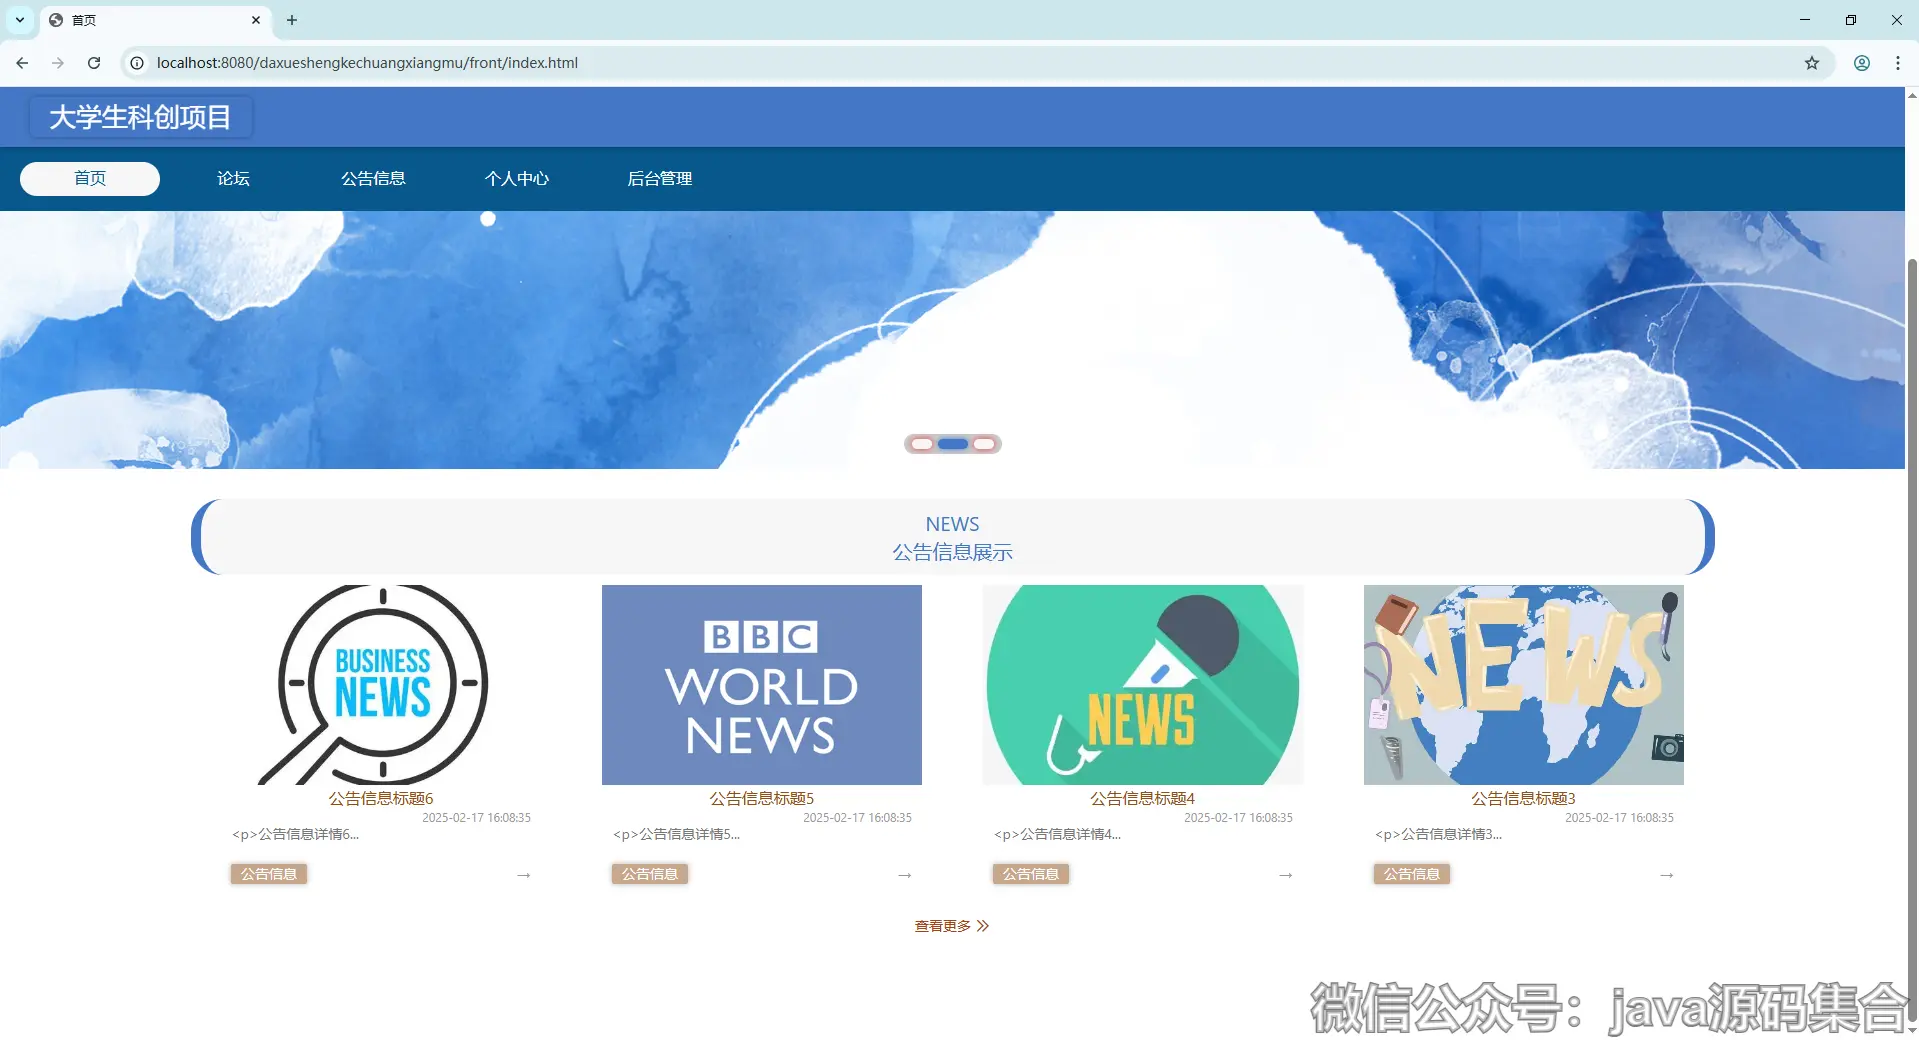 首页
localhost:8080/daxueshengkechuangxiangmu/front/index.html
大学生科创项目
首页 论坛 公告信息 个人中心 后台管理
NEWS
公告信息展示
BUSINESS
NEWS
BBC
WORLD
NEWS
NEWS
NEWS
公告信息标题6
2025-02-17 16:08:35
<p>公告信息详情6...
公告信息 →
公告信息标题5
2025-02-17 16:08:35
<p>公告信息详情5...
公告信息 →
公告信息标题4
2025-02-17 16:08:35
<p>公告信息详情4...
公告信息 →
公告信息标题3
2025-02-17 16:08:35
<p>公告信息详情3...
公告信息 →
查看更多
微信公众号：java源码集合